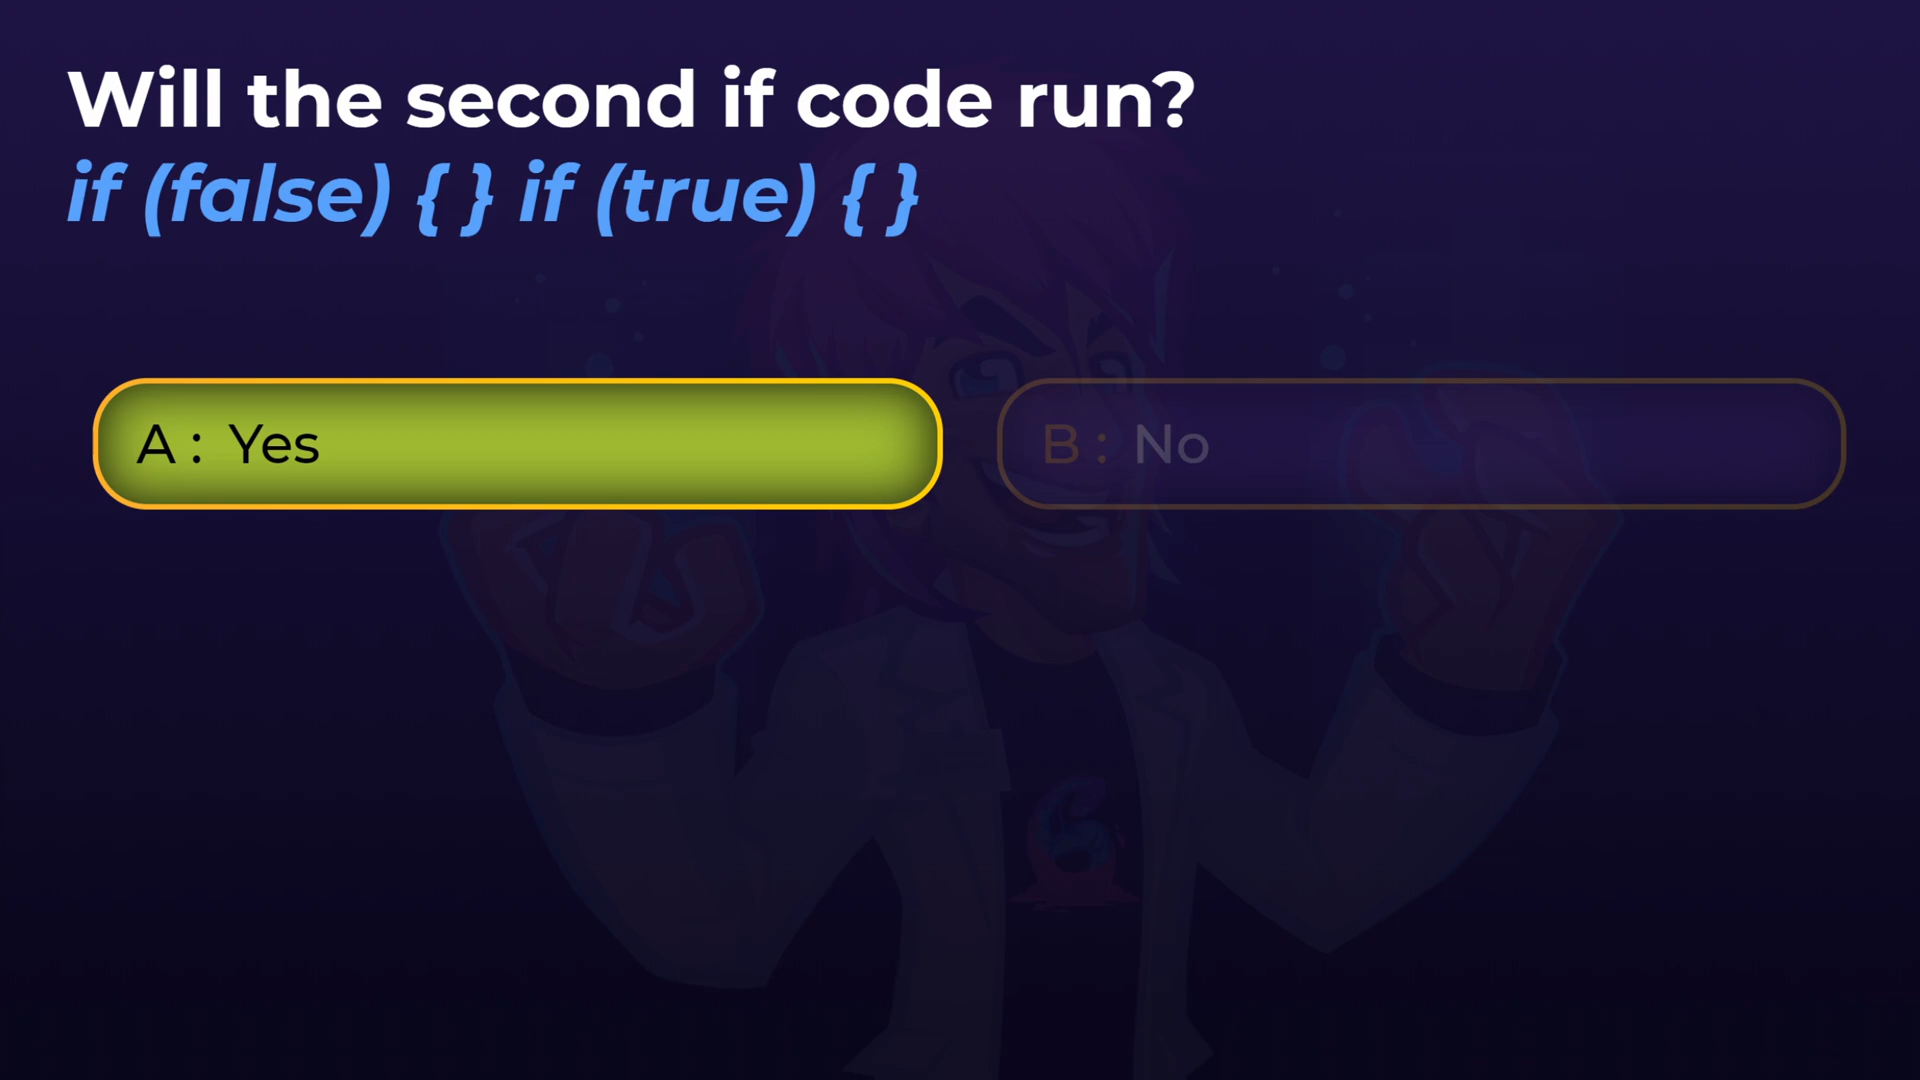 Will the second if code run?
if (false) { } if (true) { }
A : Yes
B : No